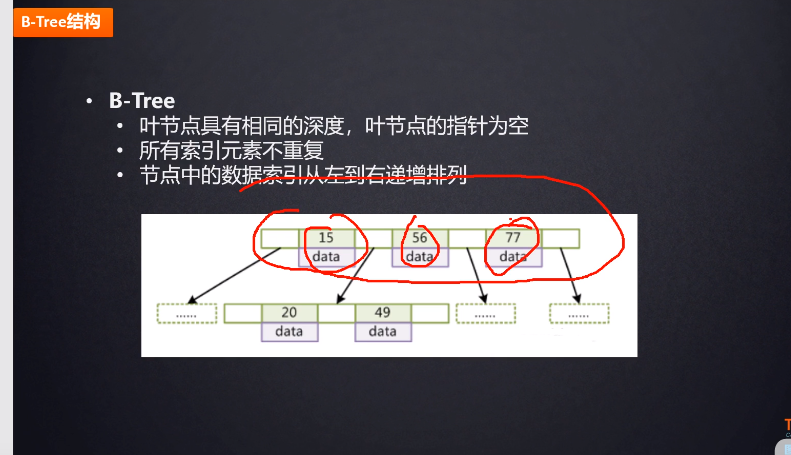 B-Tree结构
• B-Tree
• 叶节点具有相同的深度，叶节点的指针为空
• 所有索引元素不重复
• 节点中的数据索引从左到右递增排列
15 56 77
data data data
...... 20 49 ...... ......
data data
T